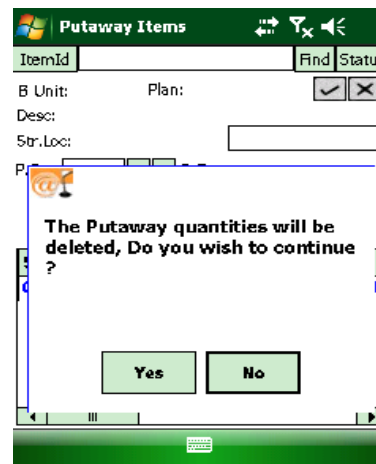 Putaway Items
ItemId
Find Statu
B Unit: Plan:
Desc:
Str.Loc:
The Putaway quantities will be
deleted, Do you wish to continue
?
Yes No